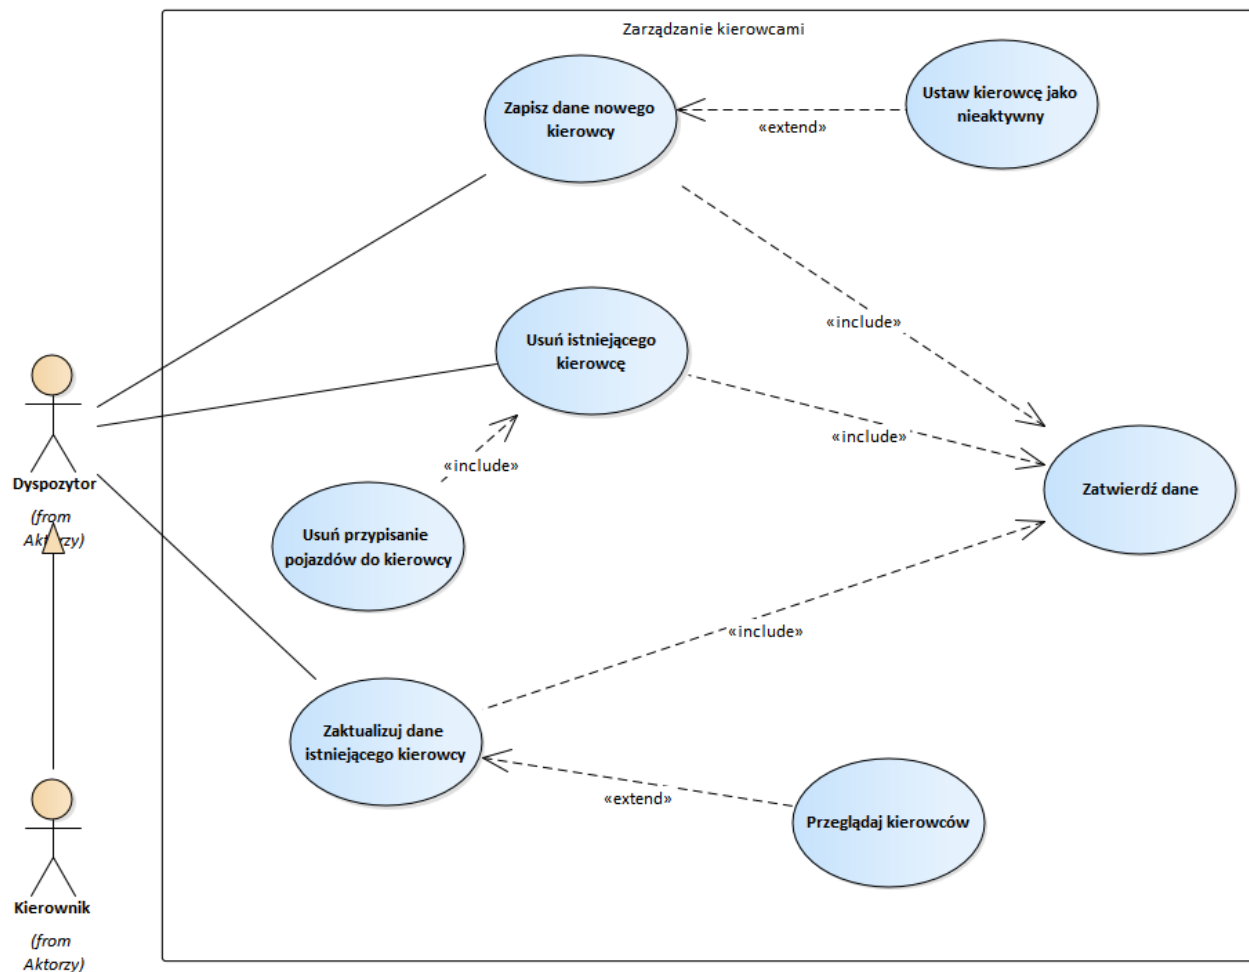 Zarządzanie kierowcami
Zapisz dane nowego
kierowcy
Ustaw kierowcę jako
nieaktywny
«extend»
«include»
Usuń istniejącego
kierowcę
«include»
«include»
Dyspozytor
(from
Aktorzy)
Zatwierdź dane
Usuń przypisanie
pojazdów do kierowcy
«include»
Zaktualizuj dane
istniejącego kierowcy
«extend»
Przeglądaj kierowców
Kierownik
(from
Aktorzy)